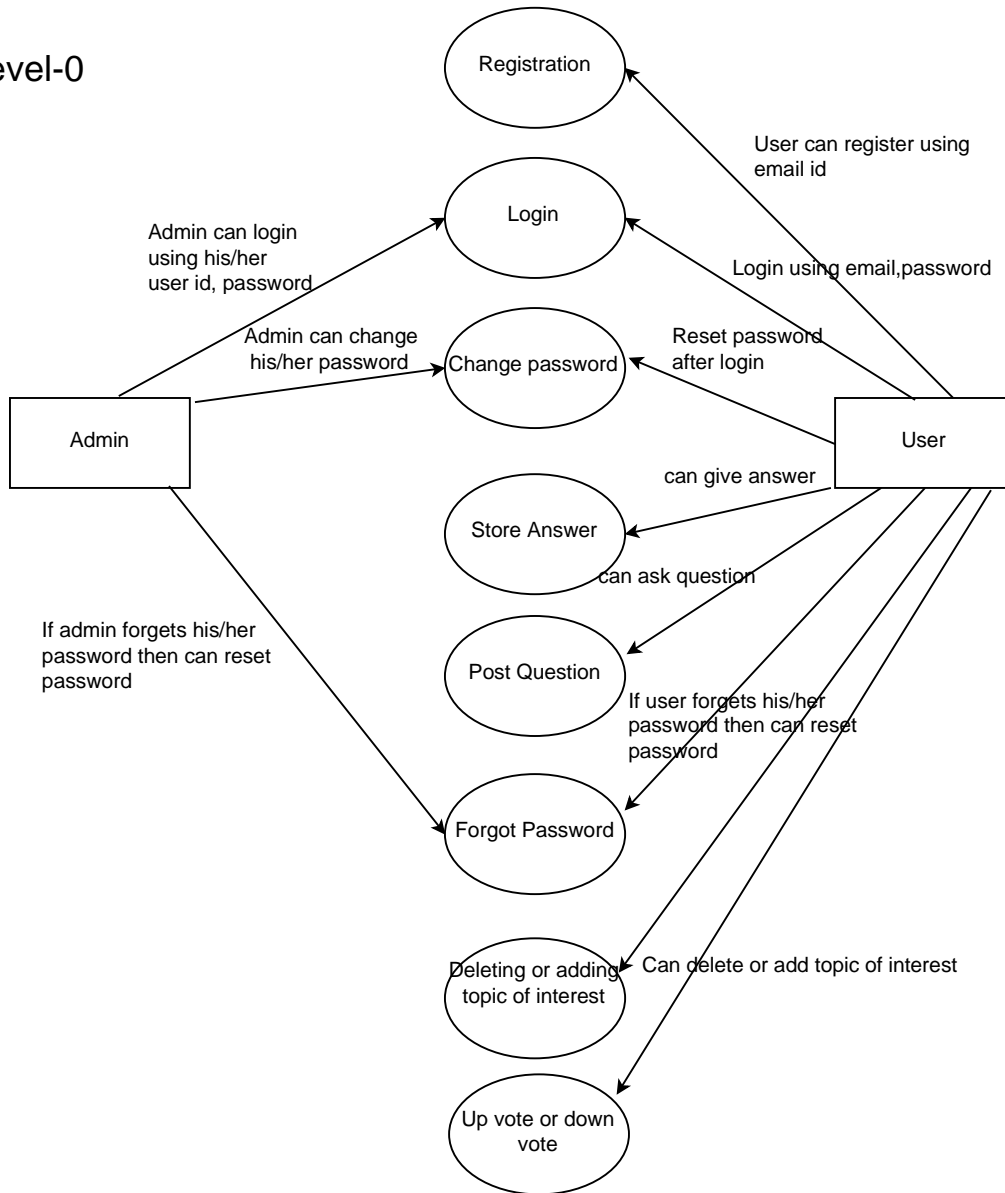 evel-0
Registration
User can register using
email id
Login
Admin can login
using his/her
user id, password
Login using email,password
Admin can change
his/her password
Change password
Reset password
after login
Admin
User
can give answer
Store Answer
can ask question
If admin forgets his/her
password then can reset
password
Post Question
If user forgets his/her
password then can reset
password
Forgot Password
Deleting or adding
topic of interest
Can delete or add topic of interest
Up vote or down
vote